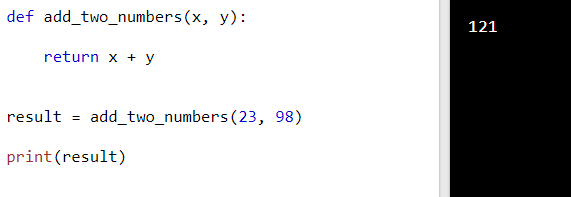 def add_two_numbers(x, y):
    return x + y
result = add_two_numbers(23, 98)
print(result)
121